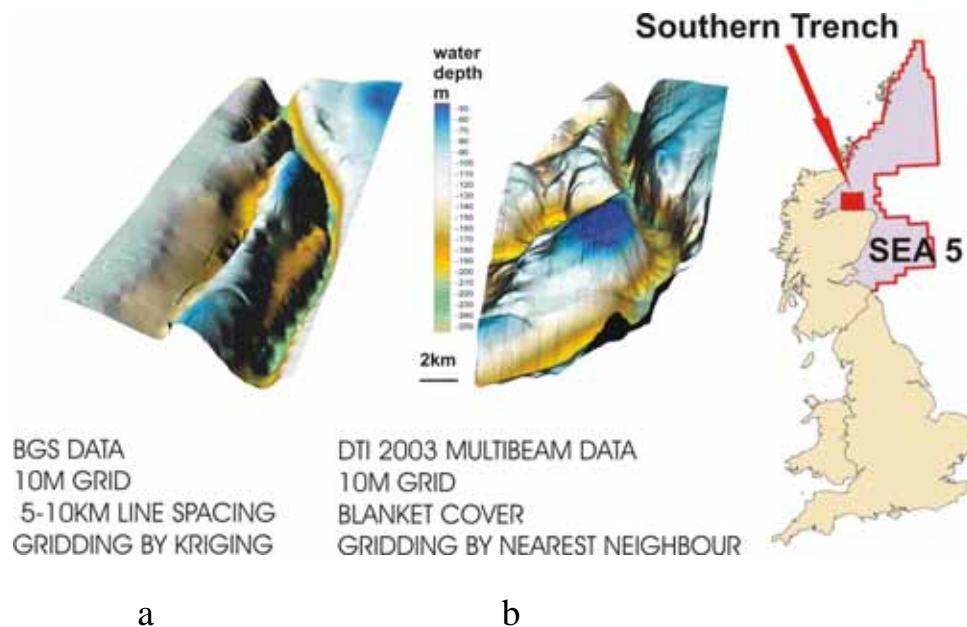 Southern Trench
water
depth
m
SEA 5
2km
BGS DATA
10M GRID
5-10KM LINE SPACING
GRIDDING BY KRIGING
DTI 2003 MULTIBEAM DATA
10M GRID
BLANKET COVER
GRIDDING BY NEAREST NEIGHBOUR
a
b